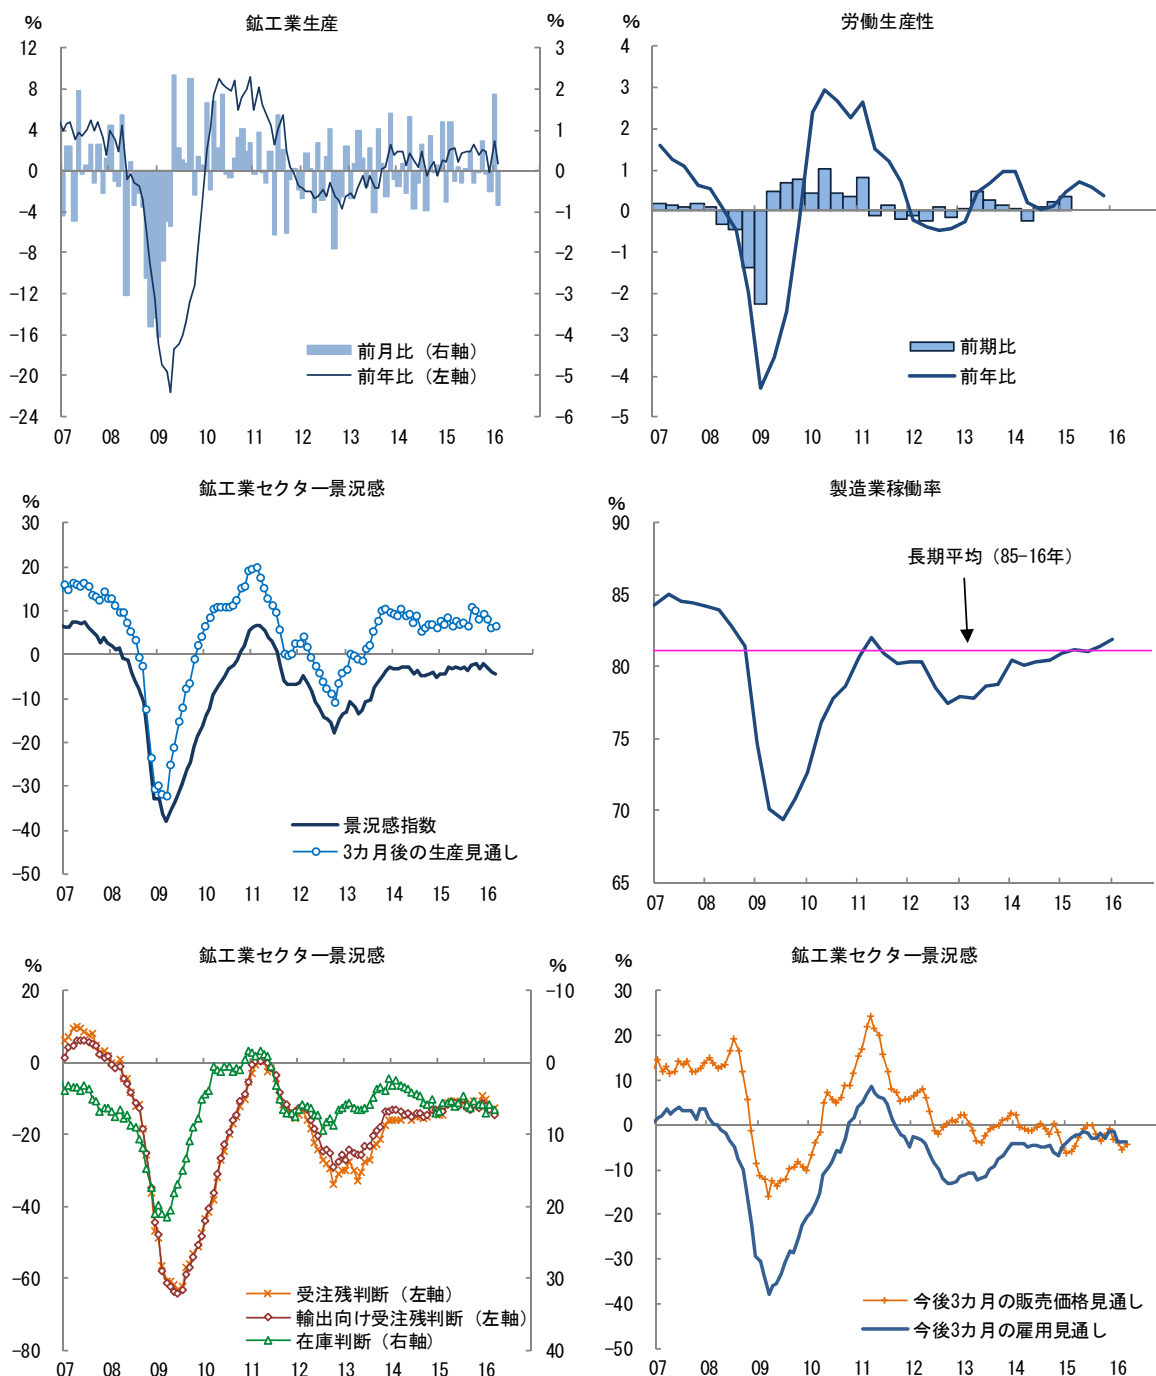 鉱工業生産
% %
12 3
8 2
4 1
0 0
-4 -1
-8 -2
-12 -3
-16 -4
-20 -5
-24 -6
前月比（右軸）
前年比（左軸）
07 08 09 10 11 12 13 14 15 16
労働生産性
%
4
3
2
1
0
-1
-2
-3
-4
-5
前期比
前年比
07 08 09 10 11 12 13 14 15 16
鉱工業セクター景況感
%
30
20
10
0
-10
-20
-30
-40
-50
景況感指数
3カ月後の生産見通し
07 08 09 10 11 12 13 14 15 16
製造業稼働率
%
90
85
80
75
70
65
長期平均（85-16年）
07 08 09 10 11 12 13 14 15 16
鉱工業セクター景況感
% %
20 -10
0 0
-20 10
-40 20
-60 30
-80 40
受注残判断（左軸）
輸出向け受注残判断（左軸）
在庫判断（右軸）
07 08 09 10 11 12 13 14 15 16
鉱工業セクター景況感
%
30
20
10
0
-10
-20
-30
-40
-50
今後3カ月の販売価格見通し
今後3カ月の雇用見通し
07 08 09 10 11 12 13 14 15 16